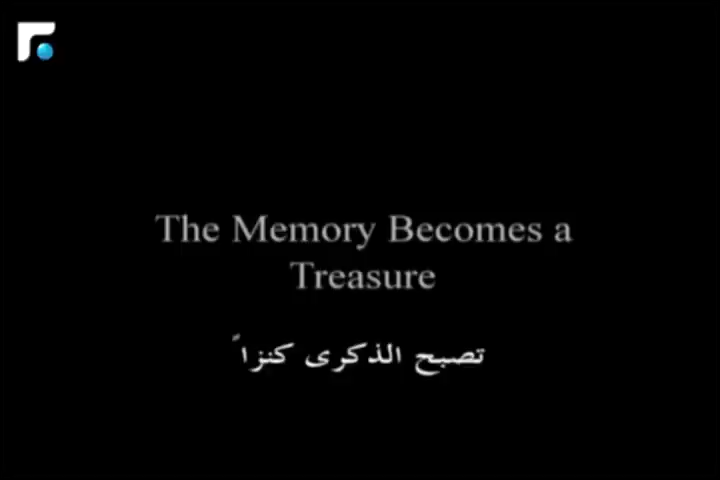 The Memory Becomes a
Treasure
تصبح الذكرى كنزا ً